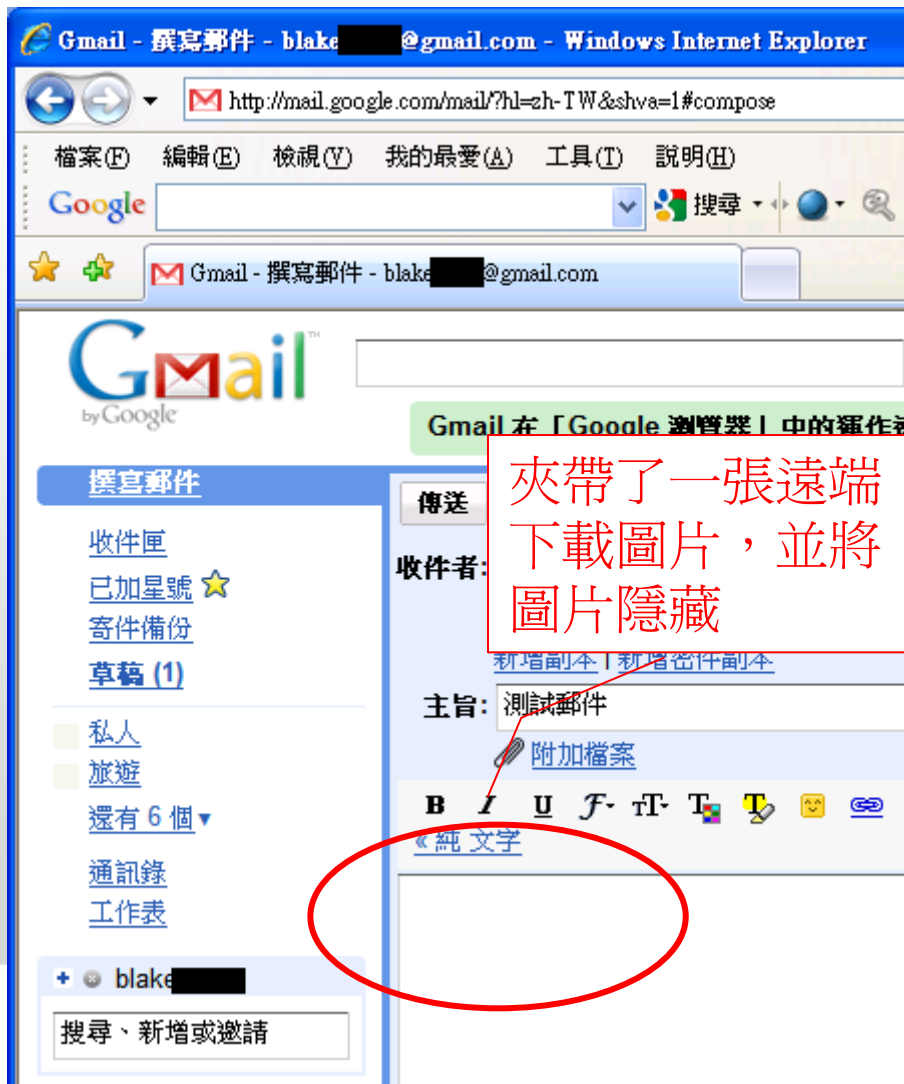 Gmail - 撰寫郵件 - blake @gmail.com - Windows Internet Explorer
http://mail.google.com/mail/?hl=zh-TW&shva=1#compose
檔案(F) 編輯(E) 檢視(V) 我的最愛(A) 工具(T) 說明(H)
Google 搜尋
Gmail - 撰寫郵件 - blake @gmail.com
Gmail™
by Google
Gmail 在「Google 瀏覽器」中的運作
撰寫郵件
傳送
夾帶了一張遠端
下載圖片,並將
圖片隱藏
收件匣
收件者:
已加星號
寄件備份
新增副本 | 新增密件副本
草稿 (1)
主旨: 測試郵件
私人
附加檔案
旅遊
B I U F T T T
還有 6 個▼
« 純 文字
通訊錄
工作表
blake
搜尋、新增或邀請